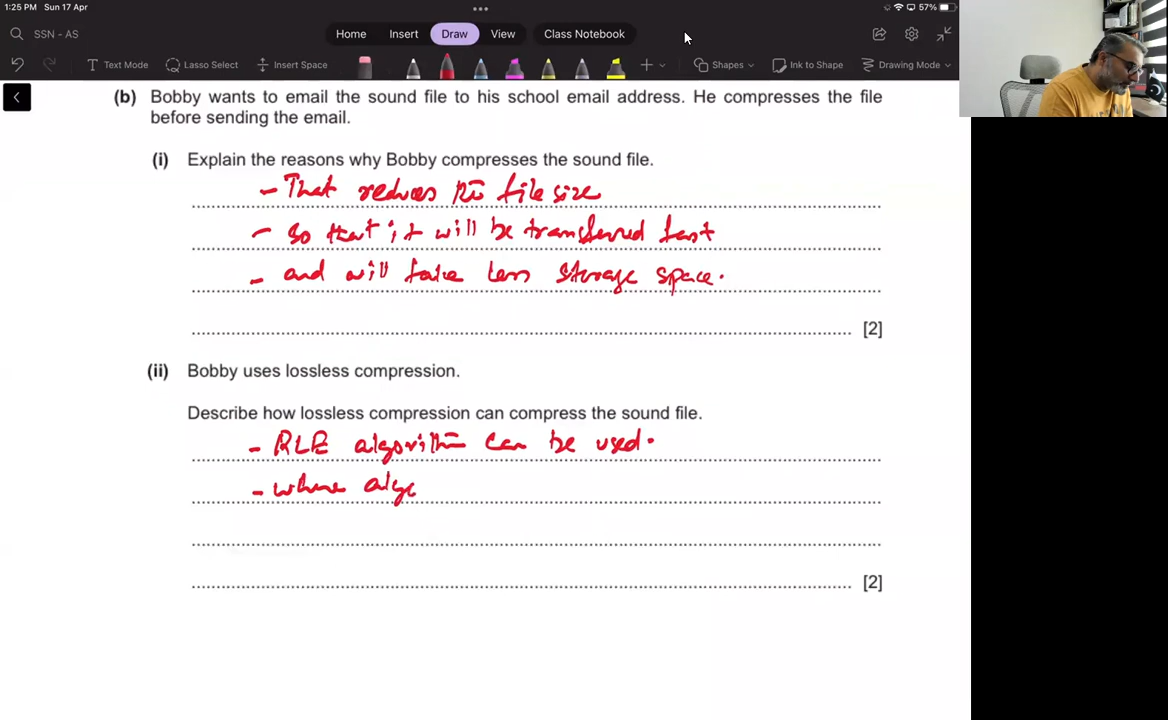 1:25 PM Sun 17 Apr
57%
SSN - AS
Home Insert Draw View Class Notebook
Text Mode Lasso Select Insert Space Shapes Ink to Shape Drawing Mode
(b) Bobby wants to email the sound file to his school email address. He compresses the file
before sending the email.
(i) Explain the reasons why Bobby compresses the sound file.
- That reduces the file size
- so that it will be transferred fast
- and will take less storage space.
[2]
(ii) Bobby uses lossless compression.
Describe how lossless compression can compress the sound file.
- RLE algorithm can be used.
- where algo
[2]